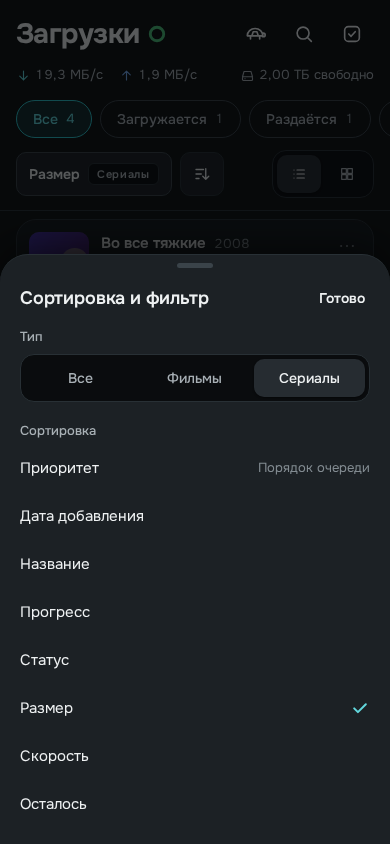 Загрузки
19,3 МБ/с 1,9 МБ/с 2,00 ТБ свободно
Все 4 Загружается 1 Раздаётся 1
Размер Сериалы
Во все тяжкие 2008
Сортировка и фильтр Готово
Тип
Все Фильмы Сериалы
Сортировка
Приоритет Порядок очереди
Дата добавления
Название
Прогресс
Статус
Размер
Скорость
Осталось